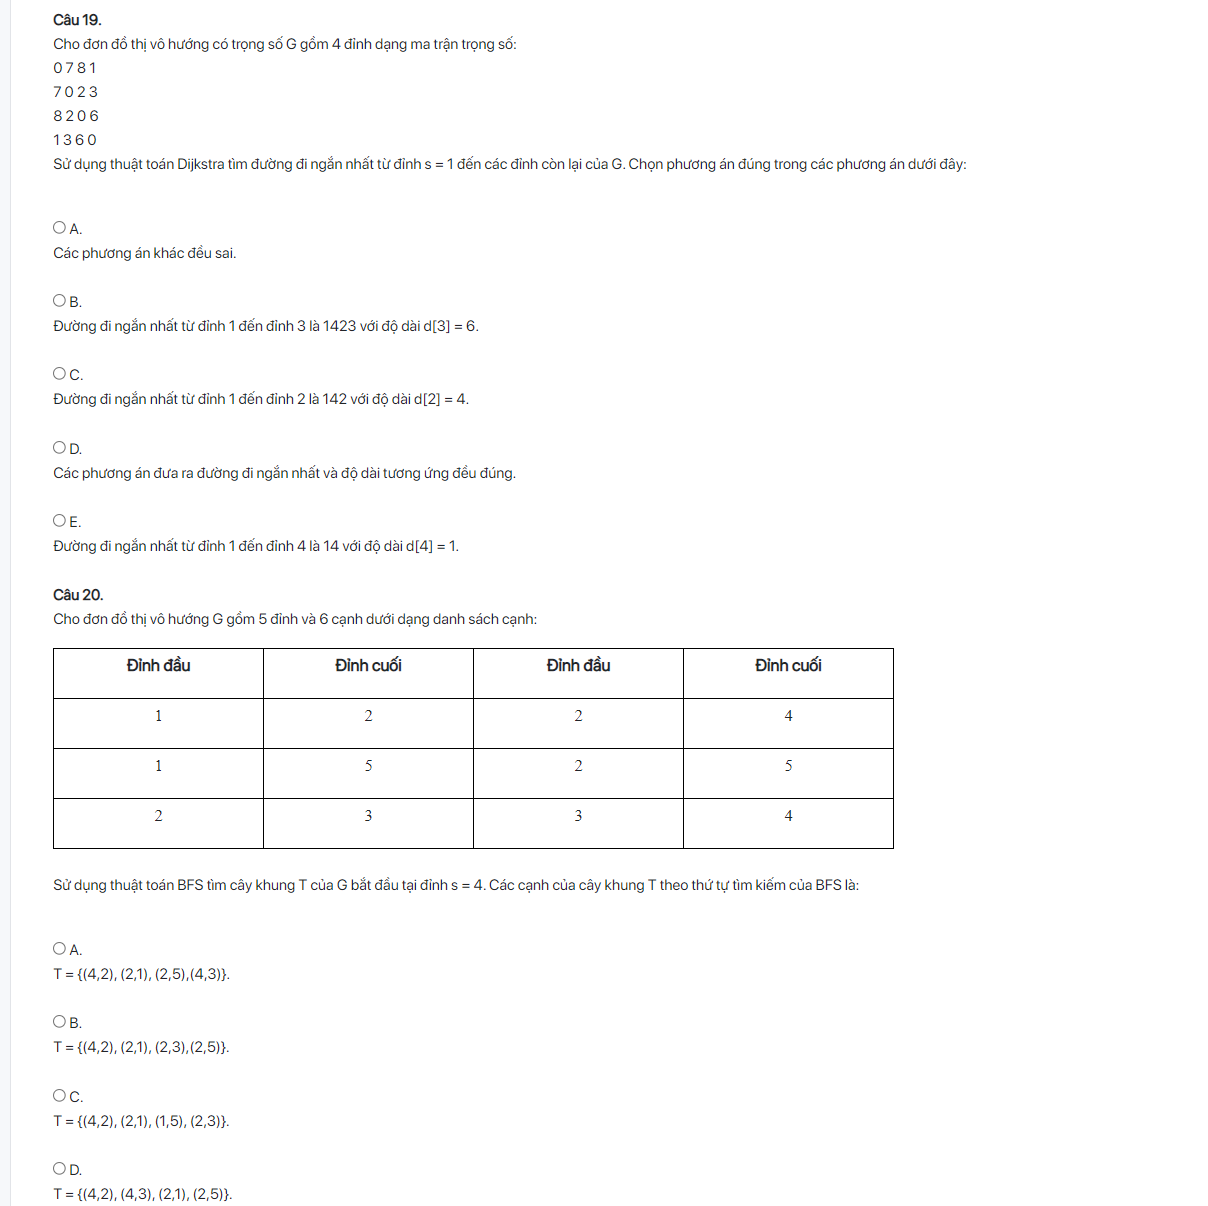 Câu 19.
Cho đơn đồ thị vô hướng có trọng số G gồm 4 đỉnh dạng ma trận trọng số:
0 7 8 1
7 0 2 3
8 2 0 6
1 3 6 0
Sử dụng thuật toán Dijkstra tìm đường đi ngắn nhất từ đỉnh s = 1 đến các đỉnh còn lại của G. Chọn phương án đúng trong các phương án dưới đây:
A.
Các phương án khác đều sai.
B.
Đường đi ngắn nhất từ đỉnh 1 đến đỉnh 3 là 1423 với độ dài d[3] = 6.
C.
Đường đi ngắn nhất từ đỉnh 1 đến đỉnh 2 là 142 với độ dài d[2] = 4.
D.
Các phương án đưa ra đường đi ngắn nhất và độ dài tương ứng đều đúng.
E.
Đường đi ngắn nhất từ đỉnh 1 đến đỉnh 4 là 14 với độ dài d[4] = 1.
Câu 20.
Cho đơn đồ thị vô hướng G gồm 5 đỉnh và 6 cạnh dưới dạng danh sách cạnh:
Đỉnh đầu Đỉnh cuối Đỉnh đầu Đỉnh cuối
1 2 2 4
1 5 2 5
2 3 3 4
Sử dụng thuật toán BFS tìm cây khung T của G bắt đầu tại đỉnh s = 4. Các cạnh của cây khung T theo thứ tự tìm kiếm của BFS là:
A.
T = {(4,2), (2,1), (2,5),(4,3)}.
B.
T = {(4,2), (2,1), (2,3),(2,5)}.
C.
T = {(4,2), (2,1), (1,5), (2,3)}.
D.
T = {(4,2), (4,3), (2,1), (2,5)}.